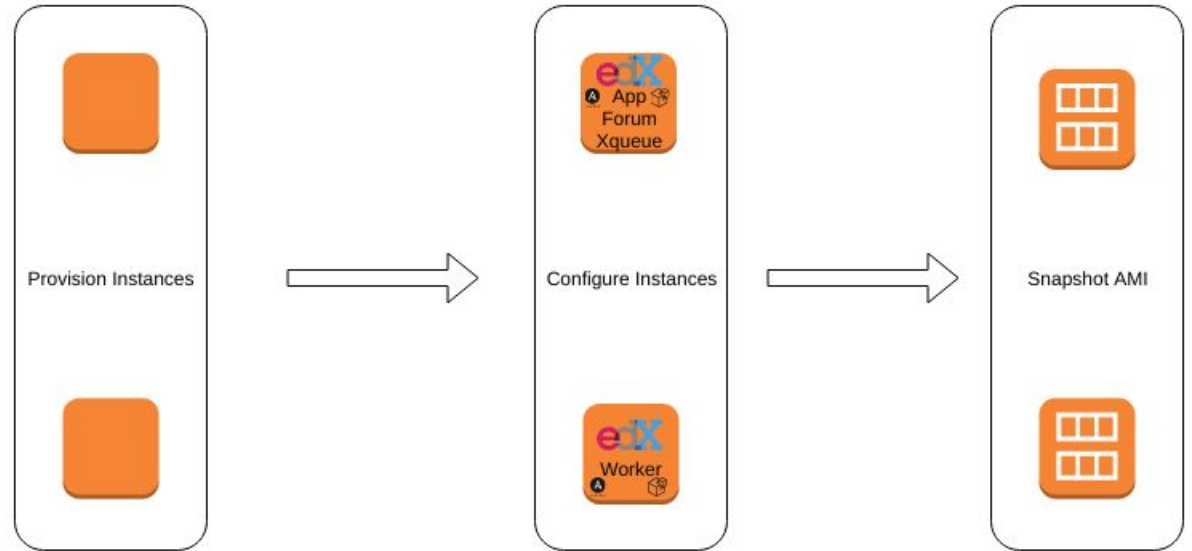 Provision Instances
edX
App
Forum
Xqueue
Configure Instances
edX
Worker
Snapshot AMI